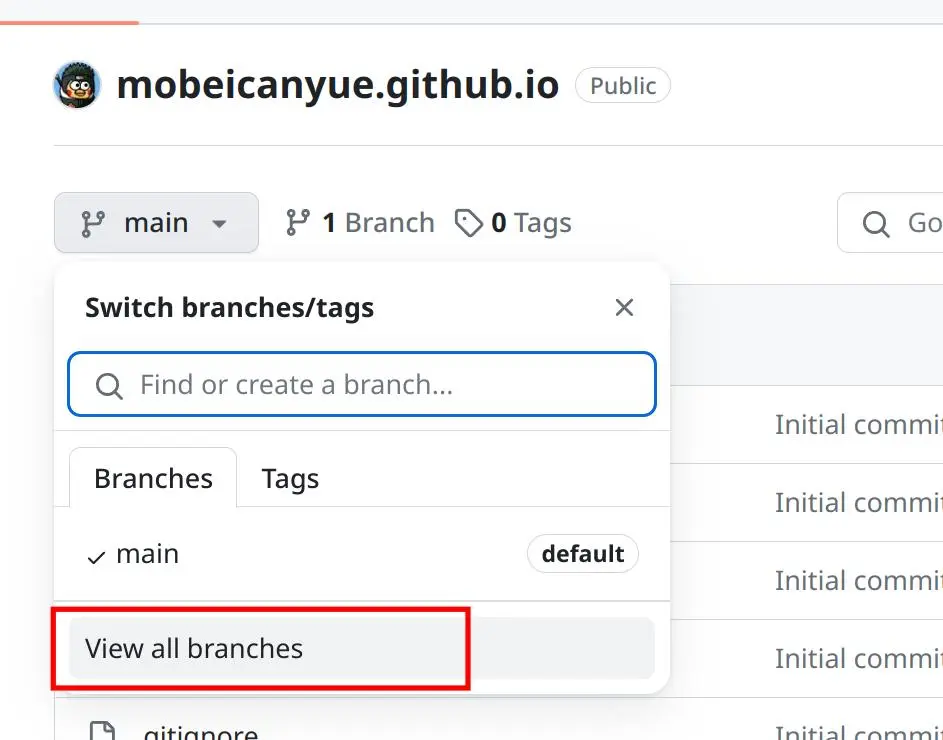 mobeicanyue.github.io Public
main 1 Branch 0 Tags Go
Switch branches/tags
Find or create a branch...
Branches Tags
main default
View all branches
Initial commit
Initial commit
Initial commit
Initial commit
.gitignore Initial commit